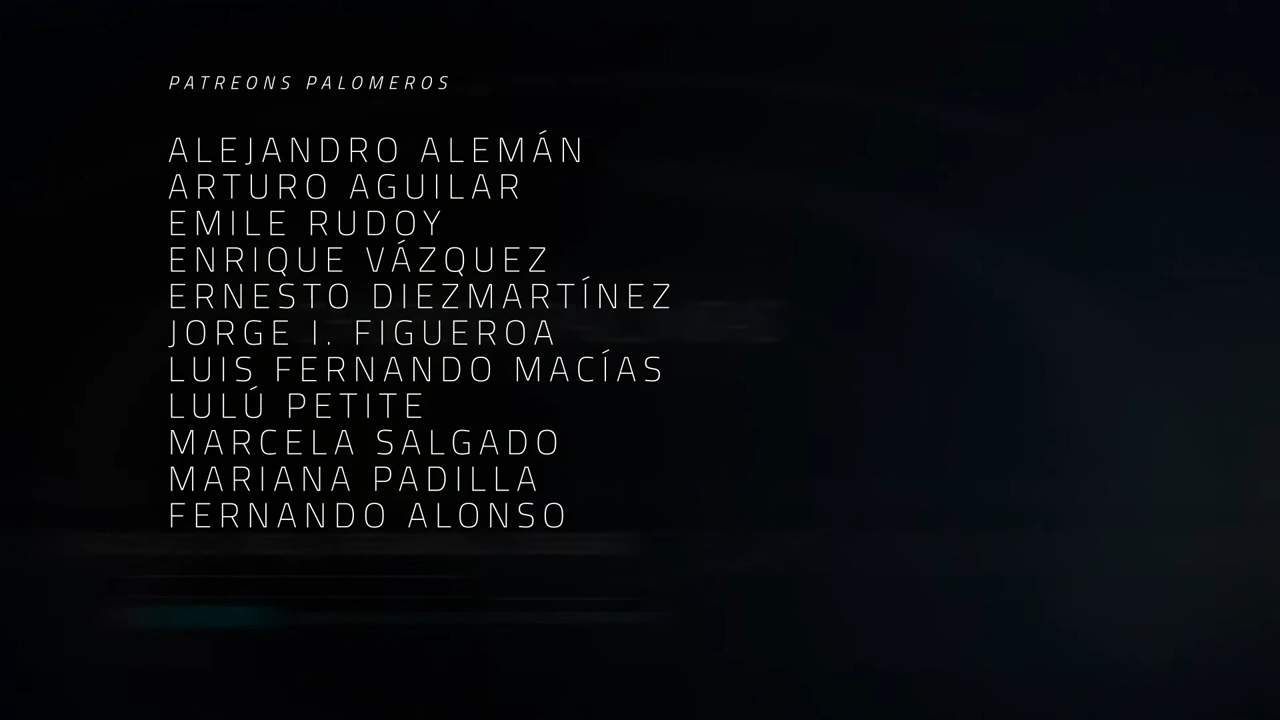 PATREONS PALOMEROS
ALEJANDRO ALEMÁN
ARTURO AGUILAR
EMILE RUDOY
ENRIQUE VÁZQUEZ
ERNESTO DIEZMARTÍNEZ
JORGE I. FIGUEROA
LUIS FERNANDO MACÍAS
LULÚ PETITE
MARCELA SALGADO
MARIANA PADILLA
FERNANDO ALONSO